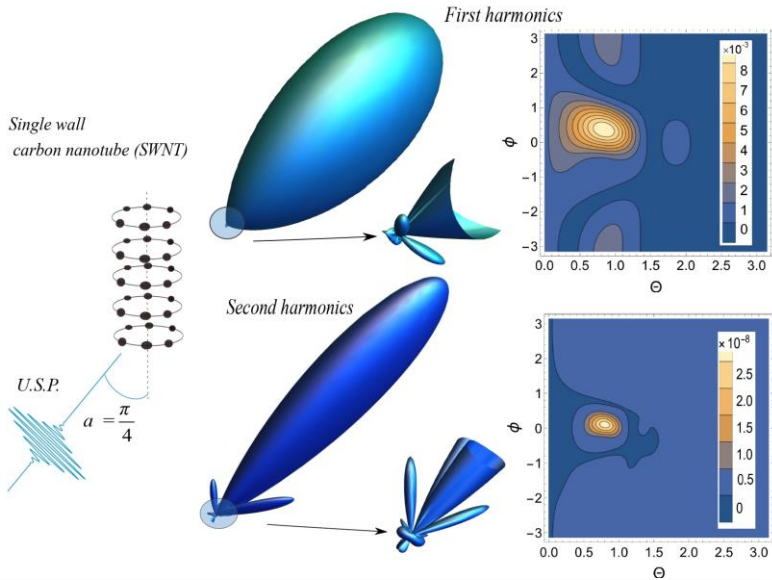 First harmonics
Single wall
carbon nanotube (SWNT)
U.S.P.
a = π/4
×10⁻³
8
7
6
5
4
3
2
1
0
3
2
1
0
−1
−2
−3
ϕ
0.0 0.5 1.0 1.5 2.0 2.5 3.0
Θ
Second harmonics
× 10⁻⁸
2.5
2.0
1.5
1.0
0.5
0
3
2
1
0
−1
−2
−3
ϕ
0.0 0.5 1.0 1.5 2.0 2.5 3.0
Θ